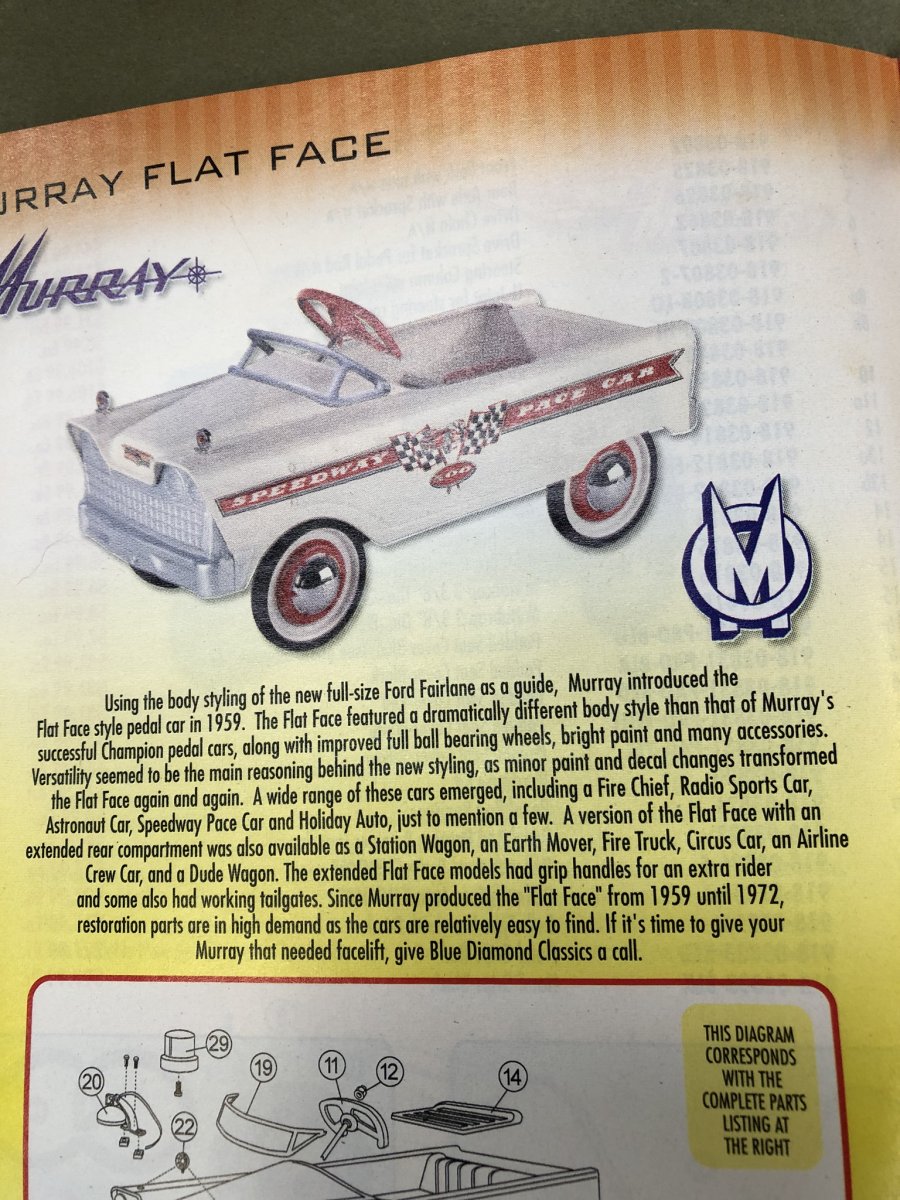 URRAY FLAT FACE
MURRAY
SPEEDWAY
500
PACE CAR
M
Using the body styling of the new full-size Ford Fairlane as a guide, Murray introduced the
Flat Face style pedal car in 1959. The Flat Face featured a dramatically different body style than that of Murray's
successful Champion pedal cars, along with improved full ball bearing wheels, bright paint and many accessories.
Versatility seemed to be the main reasoning behind the new styling, as minor paint and decal changes transformed
the Flat Face again and again. A wide range of these cars emerged, including a Fire Chief, Radio Sports Car,
Astronaut Car, Speedway Pace Car and Holiday Auto, just to mention a few. A version of the Flat Face with an
extended rear compartment was also available as a Station Wagon, an Earth Mover, Fire Truck, Circus Car, an Airline
Crew Car, and a Dude Wagon. The extended Flat Face models had grip handles for an extra rider
and some also had working tailgates. Since Murray produced the "Flat Face" from 1959 until 1972,
restoration parts are in high demand as the cars are relatively easy to find. If it's time to give your
Murray that needed facelift, give Blue Diamond Classics a call.
29
20
19
11
12
14
22
THIS DIAGRAM
CORRESPONDS
WITH THE
COMPLETE PARTS
LISTING AT
THE RIGHT